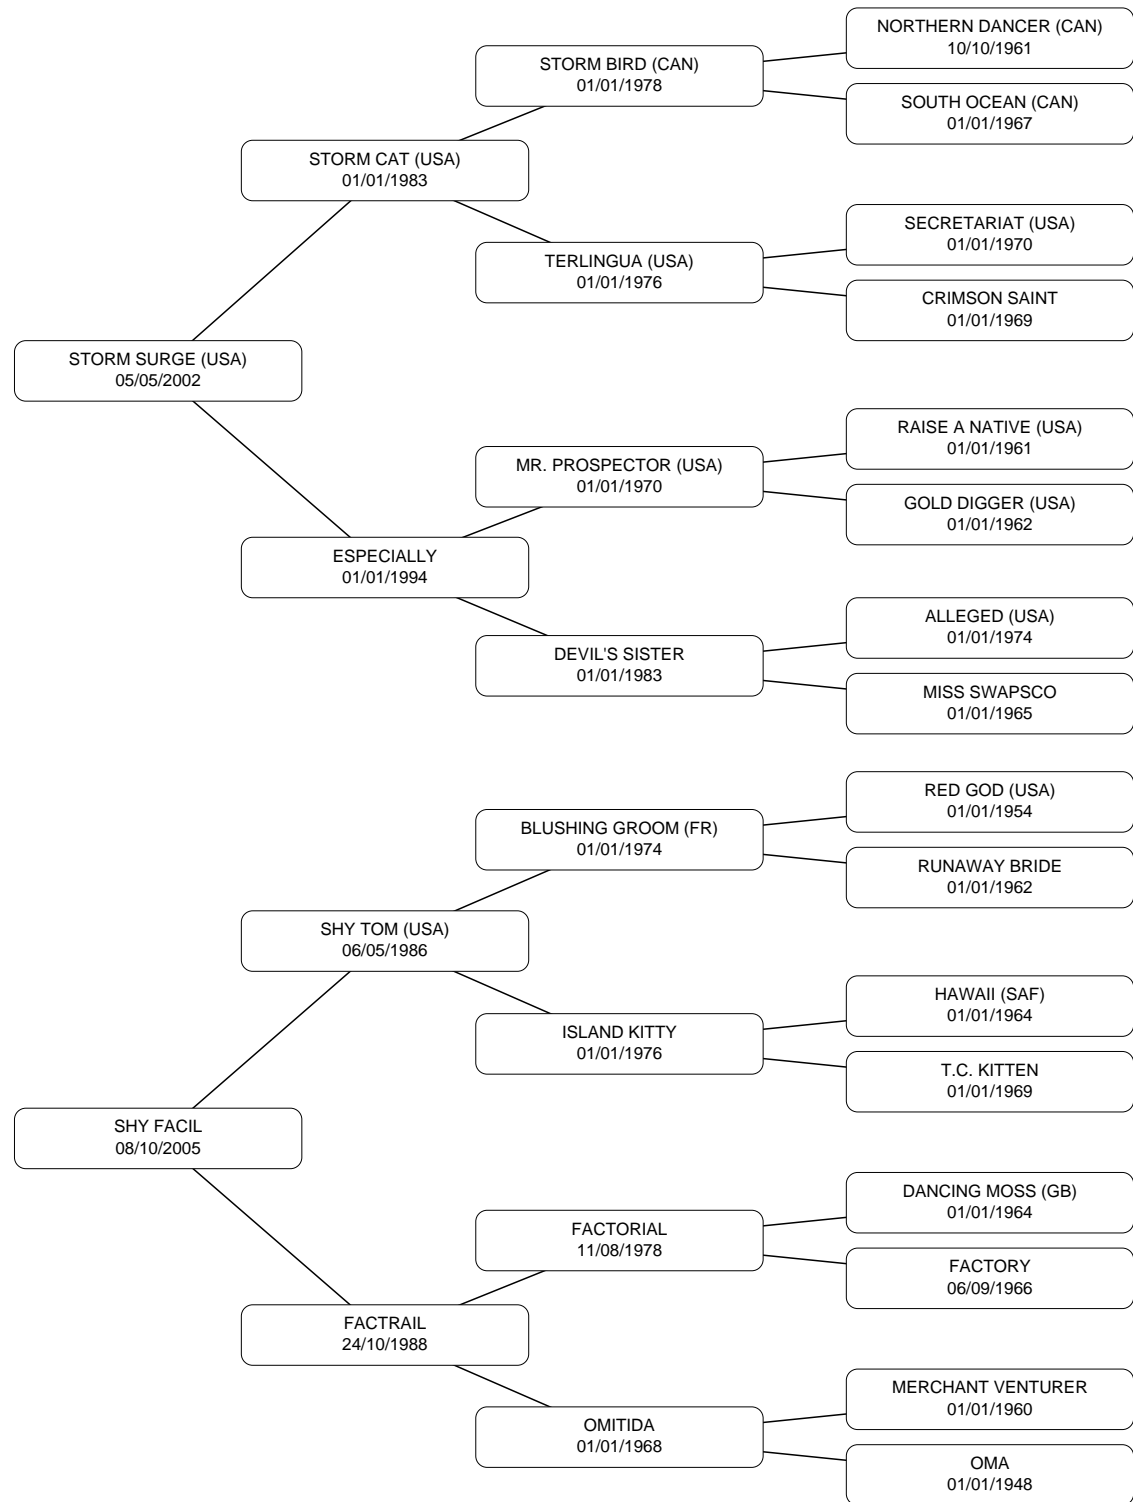 NORTHERN DANCER (CAN)
10/10/1961
STORM BIRD (CAN)
01/01/1978
SOUTH OCEAN (CAN)
01/01/1967
STORM CAT (USA)
01/01/1983
SECRETARIAT (USA)
01/01/1970
TERLINGUA (USA)
01/01/1976
CRIMSON SAINT
01/01/1969
STORM SURGE (USA)
05/05/2002
RAISE A NATIVE (USA)
01/01/1961
MR. PROSPECTOR (USA)
01/01/1970
GOLD DIGGER (USA)
01/01/1962
ESPECIALLY
01/01/1994
ALLEGED (USA)
01/01/1974
DEVIL'S SISTER
01/01/1983
MISS SWAPSCO
01/01/1965
RED GOD (USA)
01/01/1954
BLUSHING GROOM (FR)
01/01/1974
RUNAWAY BRIDE
01/01/1962
SHY TOM (USA)
06/05/1986
HAWAII (SAF)
01/01/1964
ISLAND KITTY
01/01/1976
T.C. KITTEN
01/01/1969
SHY FACIL
08/10/2005
DANCING MOSS (GB)
01/01/1964
FACTORIAL
11/08/1978
FACTORY
06/09/1966
FACTRAIL
24/10/1988
MERCHANT VENTURER
01/01/1960
OMITIDA
01/01/1968
OMA
01/01/1948